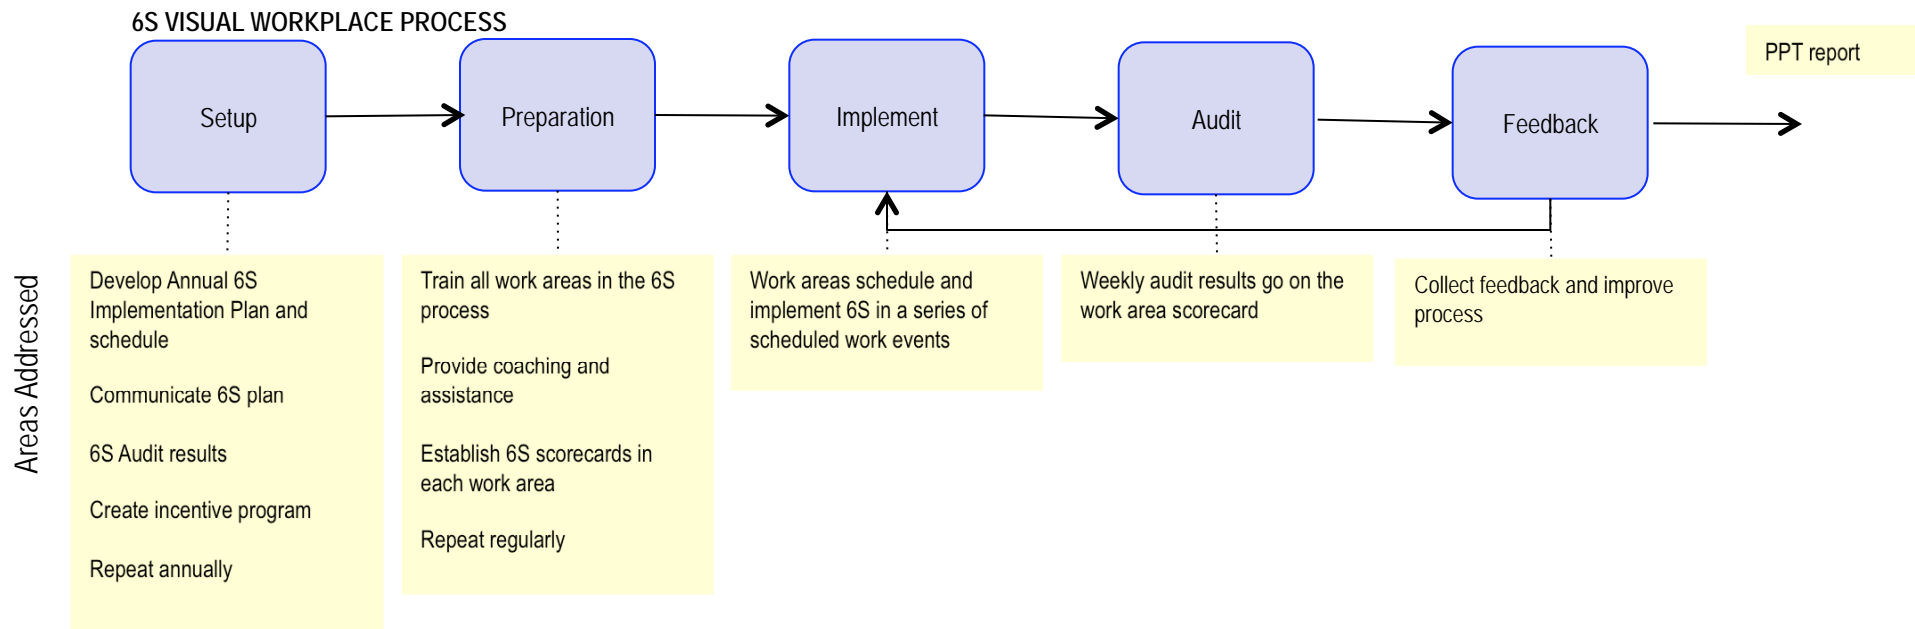 6S VISUAL WORKPLACE PROCESS
PPT report
Setup
Preparation
Implement
Audit
Feedback
Areas Addressed
Develop Annual 6S
Implementation Plan and
schedule
Communicate 6S plan
6S Audit results
Create incentive program
Repeat annually
Train all work areas in the 6S
process
Provide coaching and
assistance
Establish 6S scorecards in
each work area
Repeat regularly
Work areas schedule and
implement 6S in a series of
scheduled work events
Weekly audit results go on the
work area scorecard
Collect feedback and improve
process